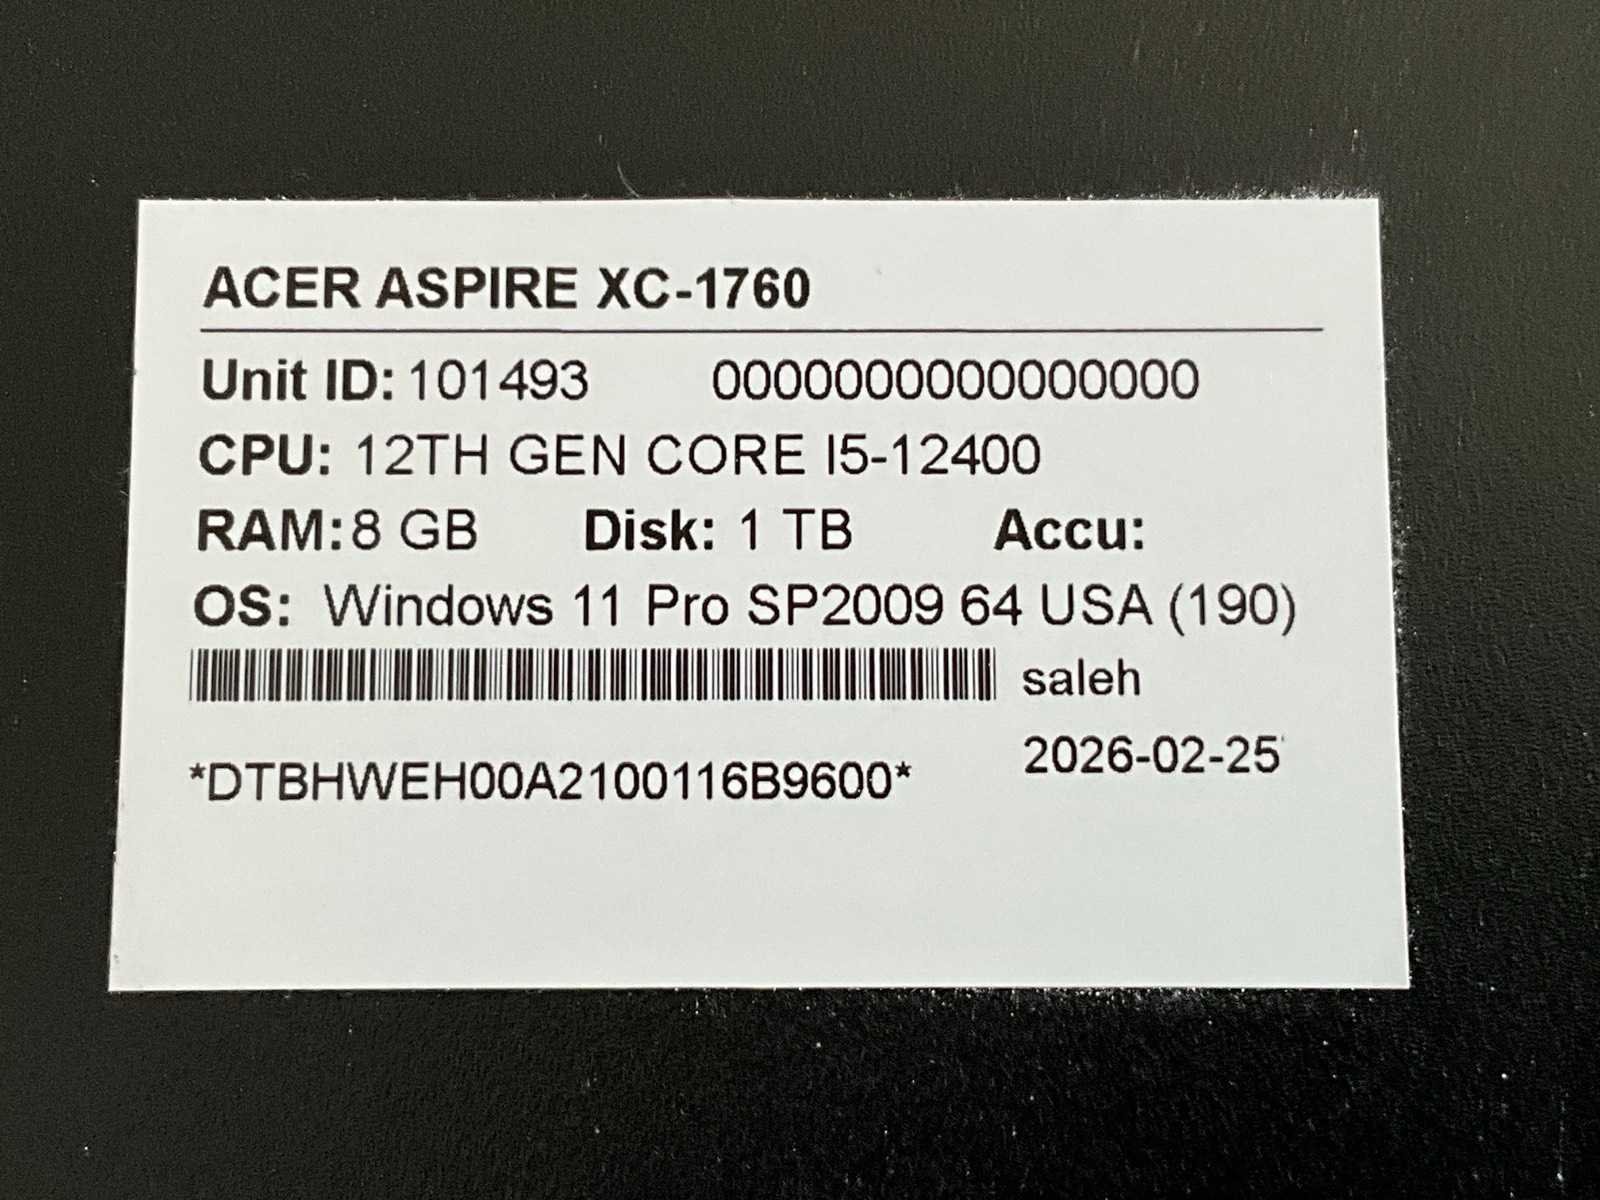 ACER ASPIRE XC-1760
Unit ID: 101493 0000000000000000
CPU: 12TH GEN CORE I5-12400
RAM: 8 GB Disk: 1 TB Accu:
OS: Windows 11 Pro SP2009 64 USA (190)
saleh
2026-02-25
*DTBHWEH00A2100116B9600*